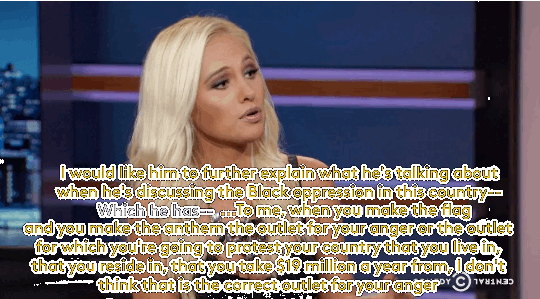 I would like him to further explain what he's talking about
when he's discussing the Black oppression in this country--
Which he has-- ....To me, when you make the flag
and you make the anthem the outlet for your anger or the outlet
for which you're going to protest your country that you live in,
that you reside in, that you take $19 million a year from, I don't
think that is the correct outlet for your anger
CENTRAL